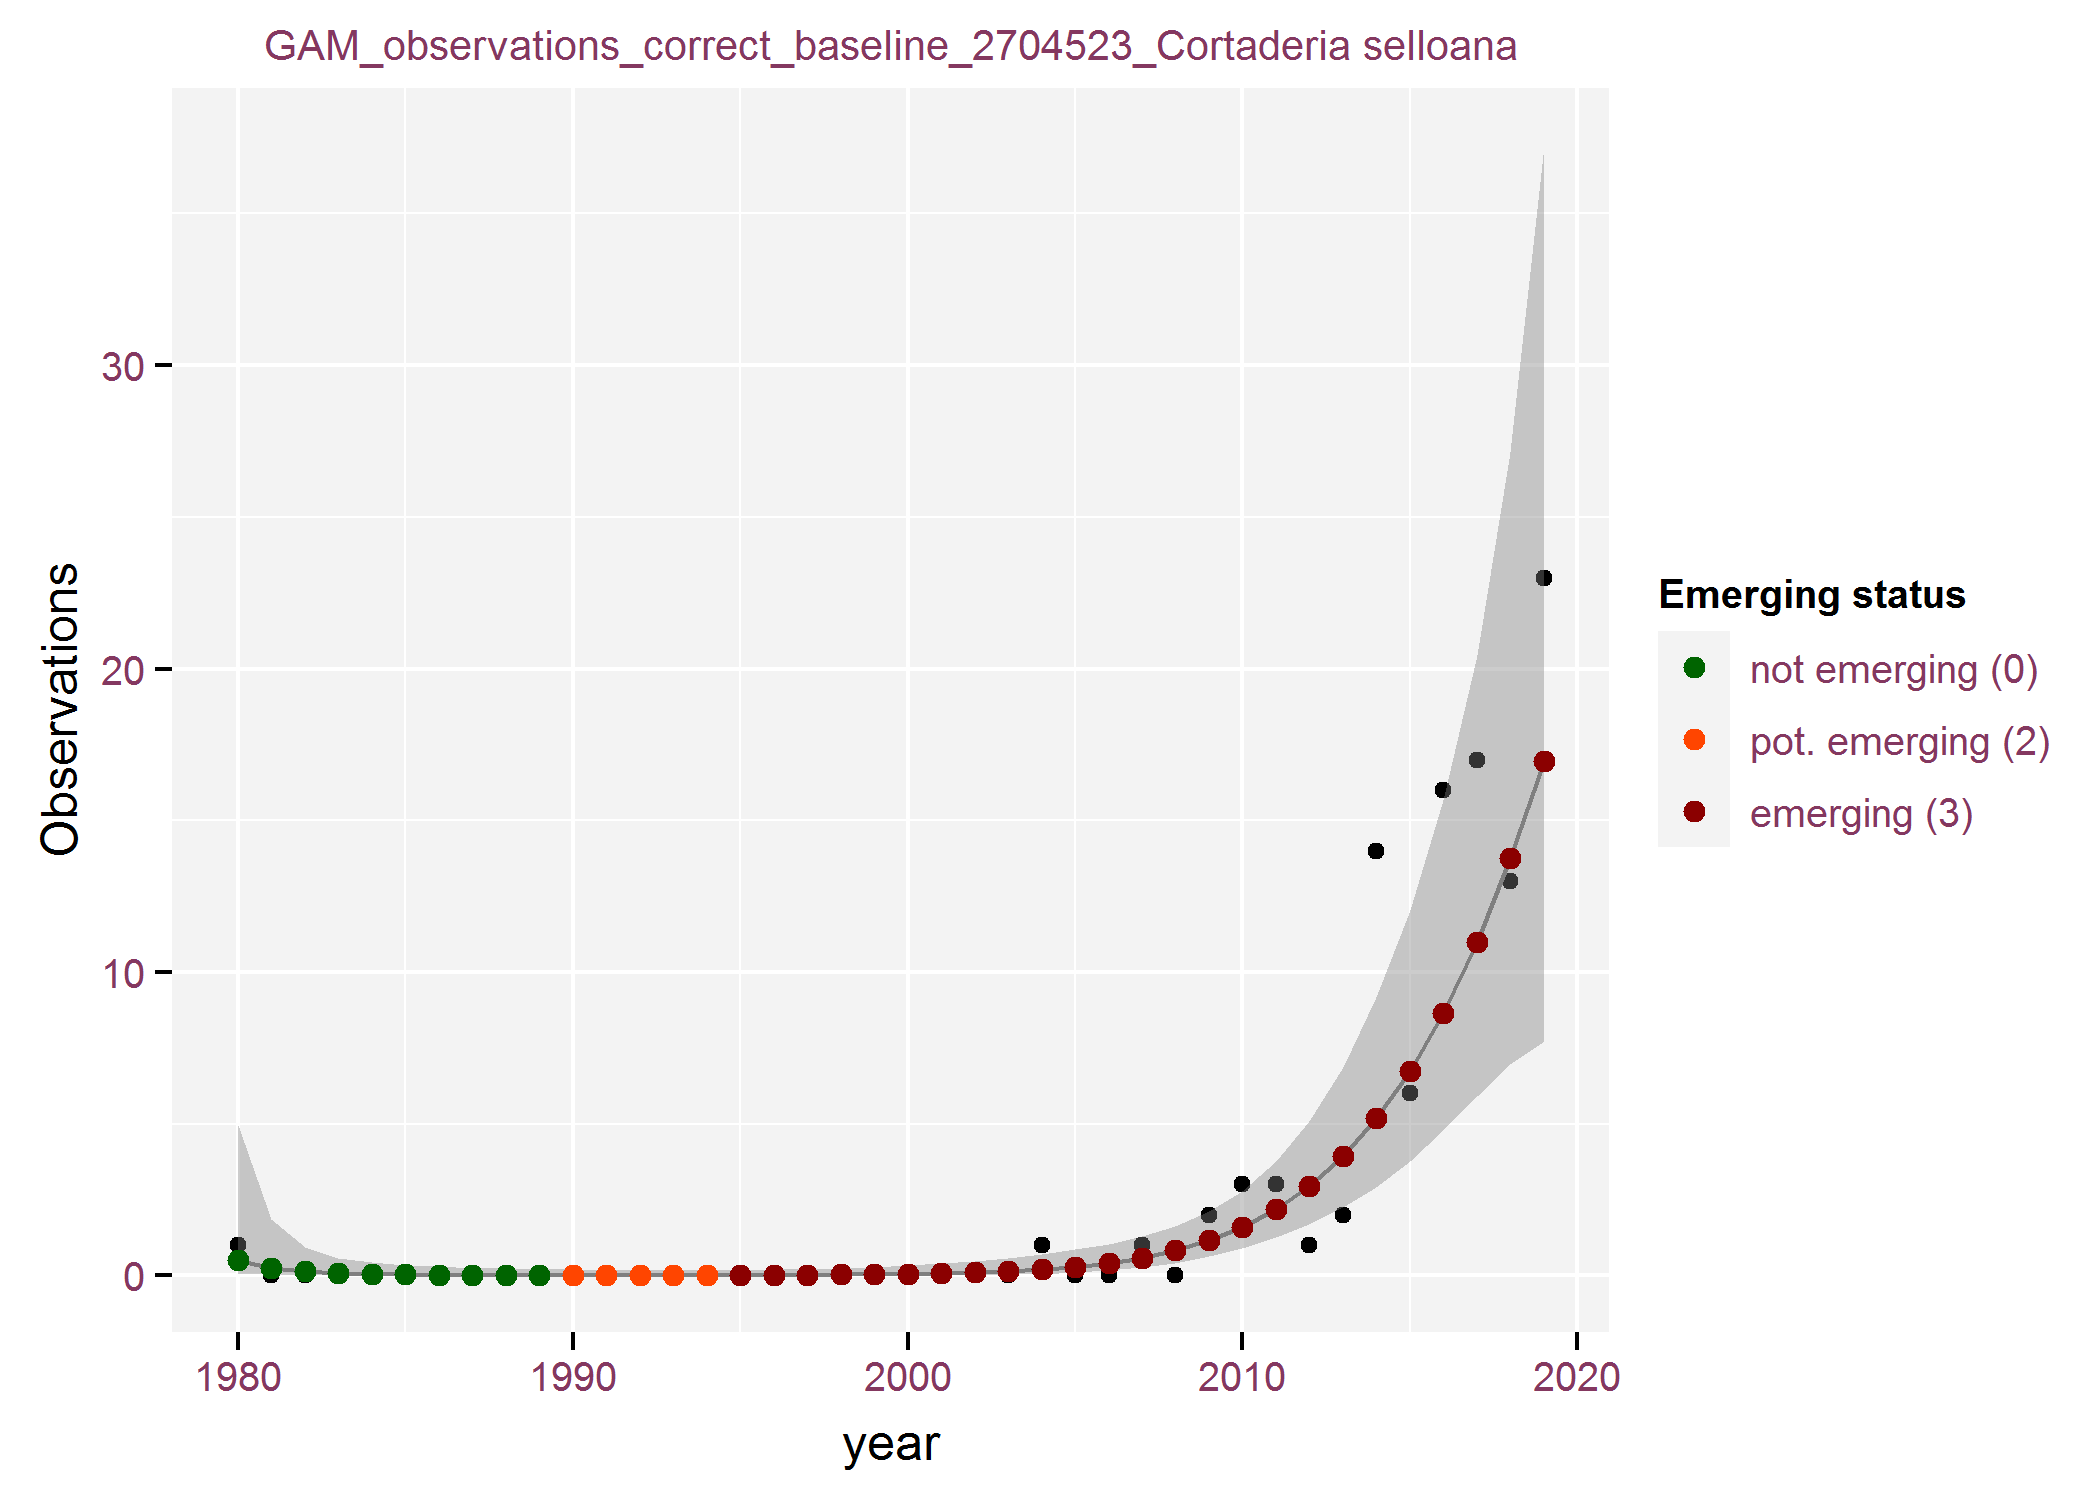 GAM_observations_correct_baseline_2704523_Cortaderia selloana
Observations
30
20
10
0
1980 1990 2000 2010 2020
year
Emerging status
not emerging (0)
pot. emerging (2)
emerging (3)